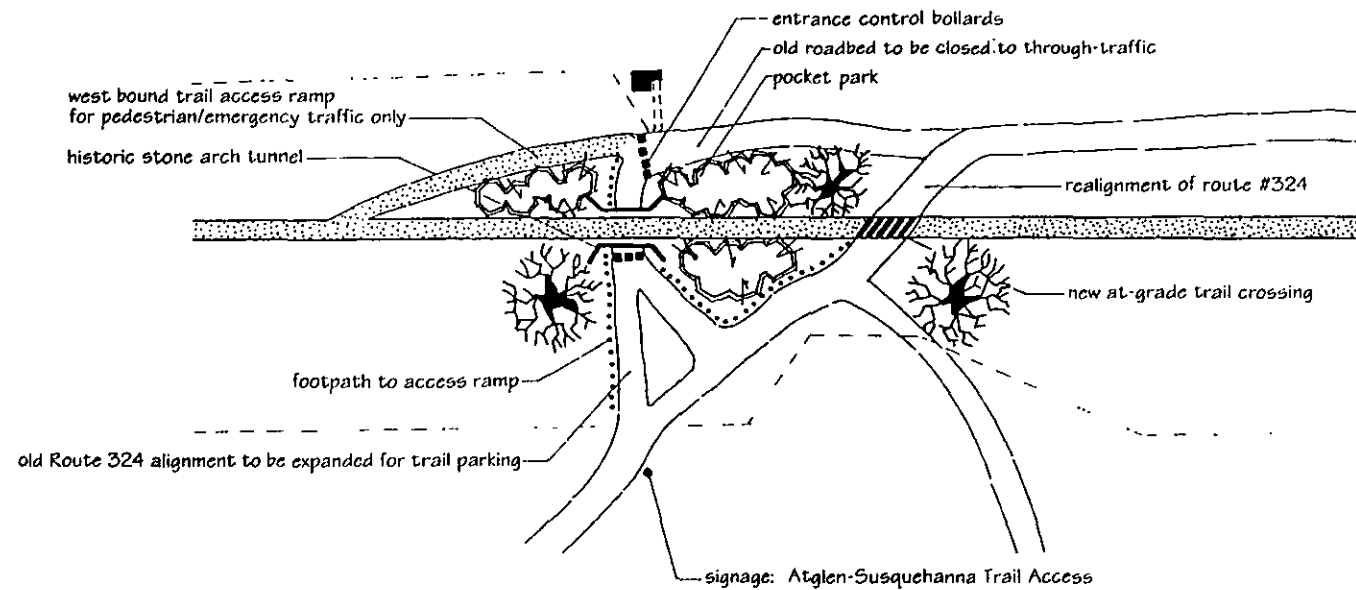 entrance control bollards
old roadbed to be closed to through-traffic
pocket park
west bound trail access ramp
for pedestrian/emergency traffic only
historic stone arch tunnel
realignment of route #324
new at-grade trail crossing
footpath to access ramp
old Route 324 alignment to be expanded for trail parking
signage: Atglen-Susquehanna Trail Access